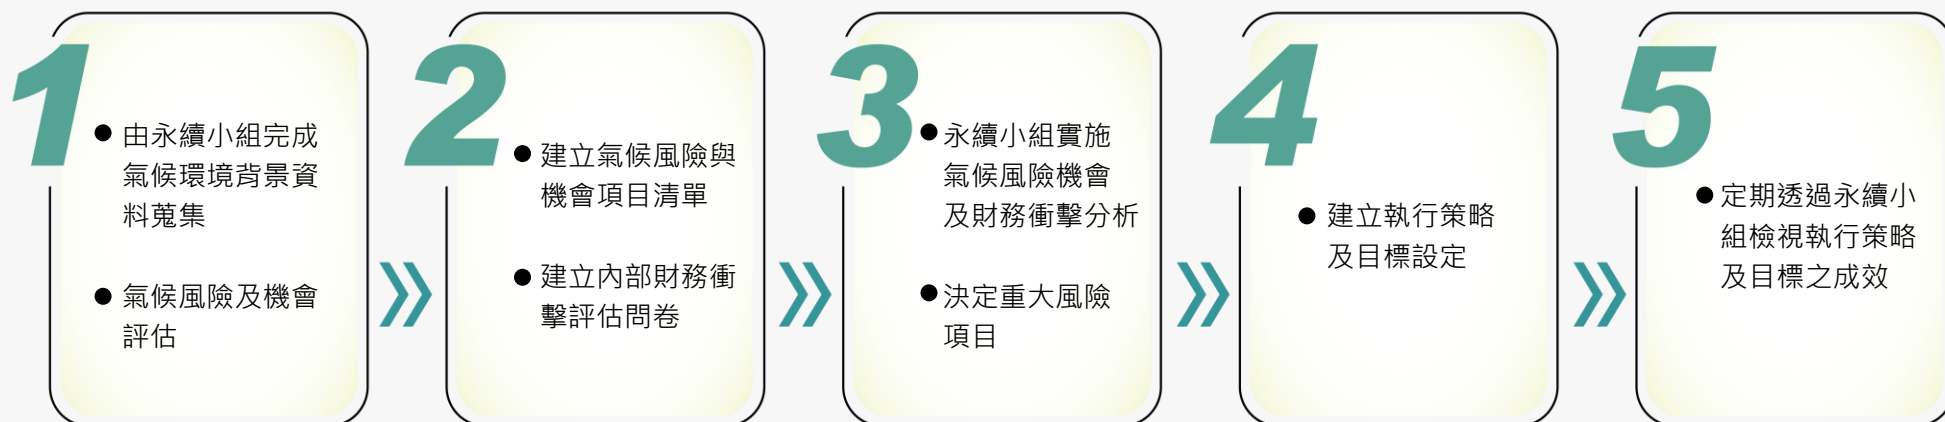 1
● 由永續小組完成
氣候環境背景資
料蒐集
● 氣候風險及機會
評估
2
● 建立氣候風險與
機會項目清單
● 建立內部財務衝
擊評估問卷
3
● 永續小組實施
氣候風險機會
及財務衝擊分析
● 決定重大風險
項目
4
● 建立執行策略
及目標設定
5
● 定期透過永續小
組檢視執行策略
及目標之成效